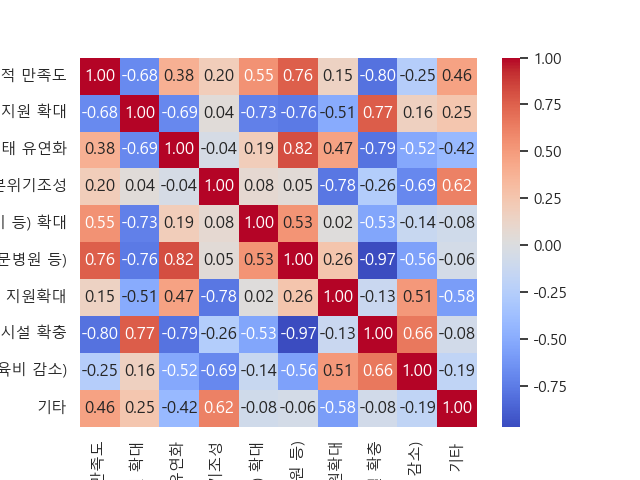 적 만족도 1.00 -0.68 0.38 0.20 0.55 0.76 0.15 -0.80 -0.25 0.46
지원 확대 -0.68 1.00 -0.69 0.04 -0.73 -0.76 -0.51 0.77 0.16 0.25
태 유연화 0.38 -0.69 1.00 -0.04 0.19 0.82 0.47 -0.79 -0.52 -0.42
분위기조성 0.20 0.04 -0.04 1.00 0.08 0.05 -0.78 -0.26 -0.69 0.62
등) 확대 0.55 -0.73 0.19 0.08 1.00 0.53 0.02 -0.53 -0.14 -0.08
문병원 등) 0.76 -0.76 0.82 0.05 0.53 1.00 0.26 -0.97 -0.56 -0.06
지원확대 0.15 -0.51 0.47 -0.78 0.02 0.26 1.00 -0.13 0.51 -0.58
시설 확충 -0.80 0.77 -0.79 -0.26 -0.53 -0.97 -0.13 1.00 0.66 -0.08
육비 감소) -0.25 0.16 -0.52 -0.69 -0.14 -0.56 0.51 0.66 1.00 -0.19
기타 0.46 0.25 -0.42 0.62 -0.08 -0.06 -0.58 -0.08 -0.19 1.00
만족도
확대
유연화
기조성
) 확대
원 등)
원확대
확충
감소)
기타
1.00
0.75
0.50
0.25
0.00
-0.25
-0.50
-0.75